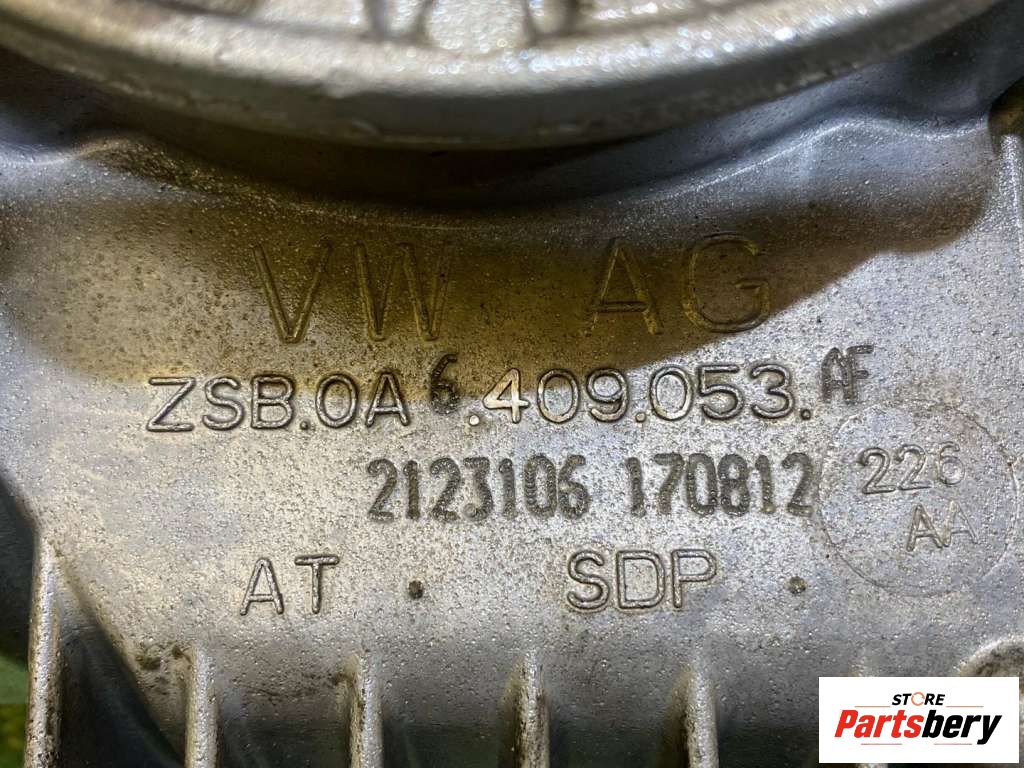 VW AG
ZSB.0A6.409.053.AF
2123106 170812
226
AA
AT . SDP .
STORE
Partsbery